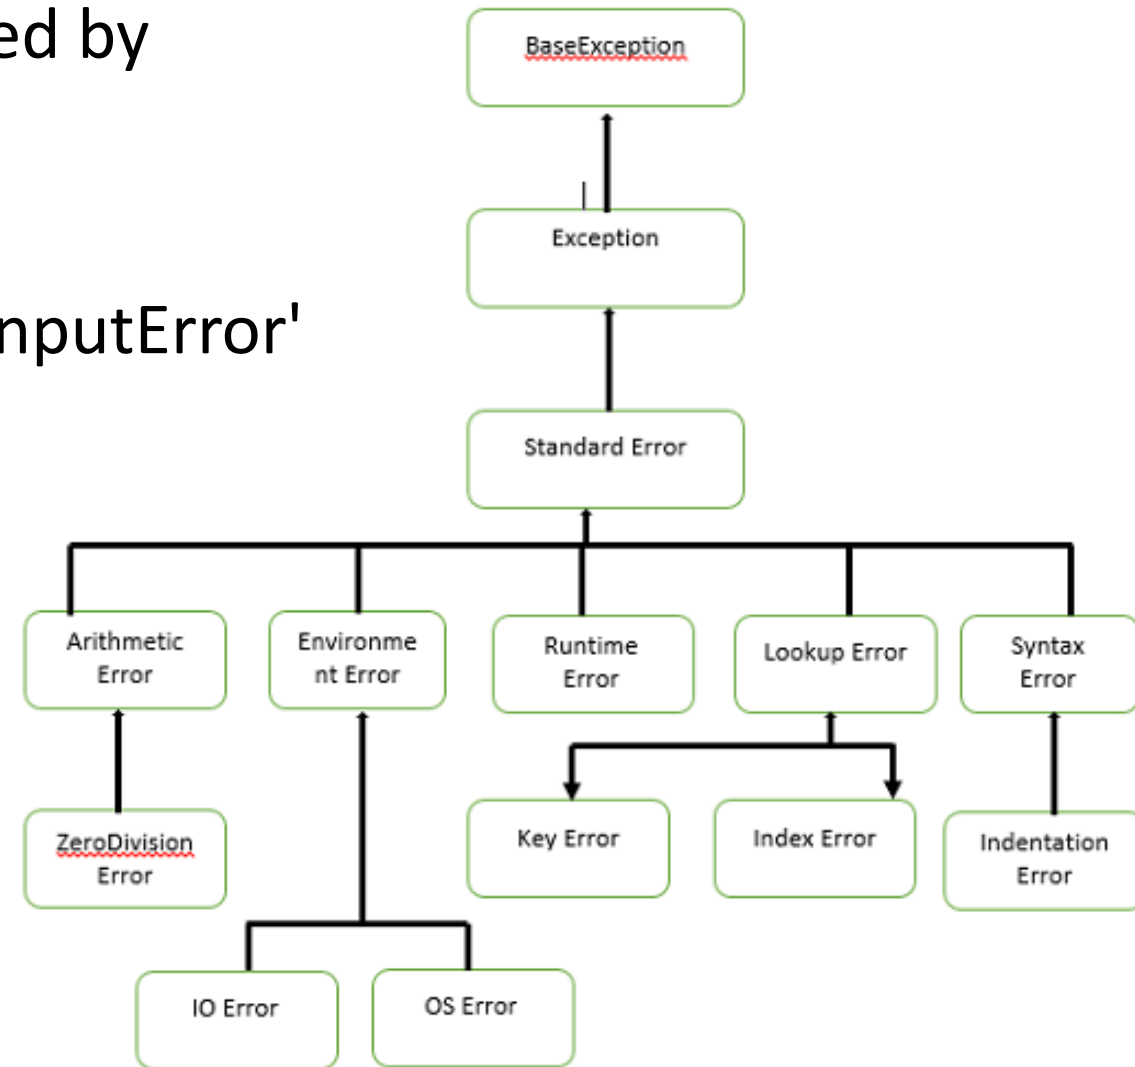 ed by
BaseException
Exception
nputError'
Standard Error
Arithmetic
Error
Environme
nt Error
Runtime
Error
Lookup Error
Syntax
Error
ZeroDivision
Error
Key Error
Index Error
Indentation
Error
IO Error
OS Error